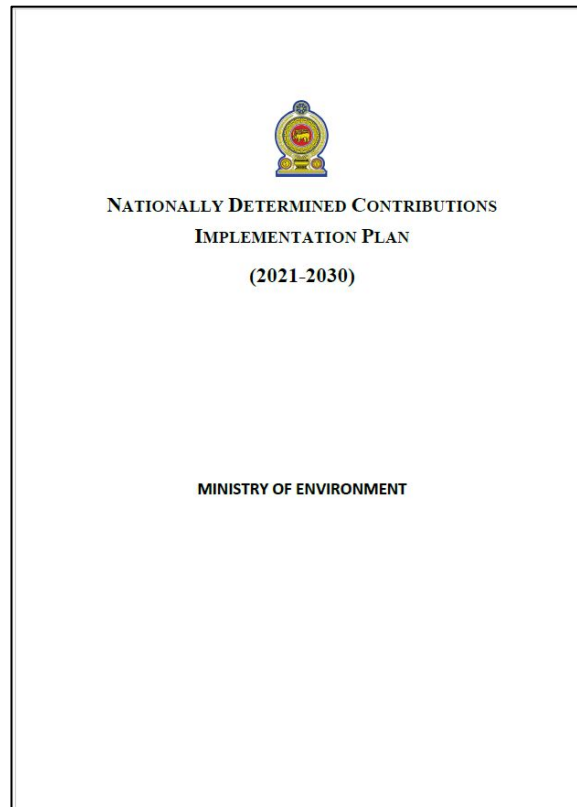 NATIONALLY DETERMINED CONTRIBUTIONS
IMPLEMENTATION PLAN
(2021-2030)
MINISTRY OF ENVIRONMENT